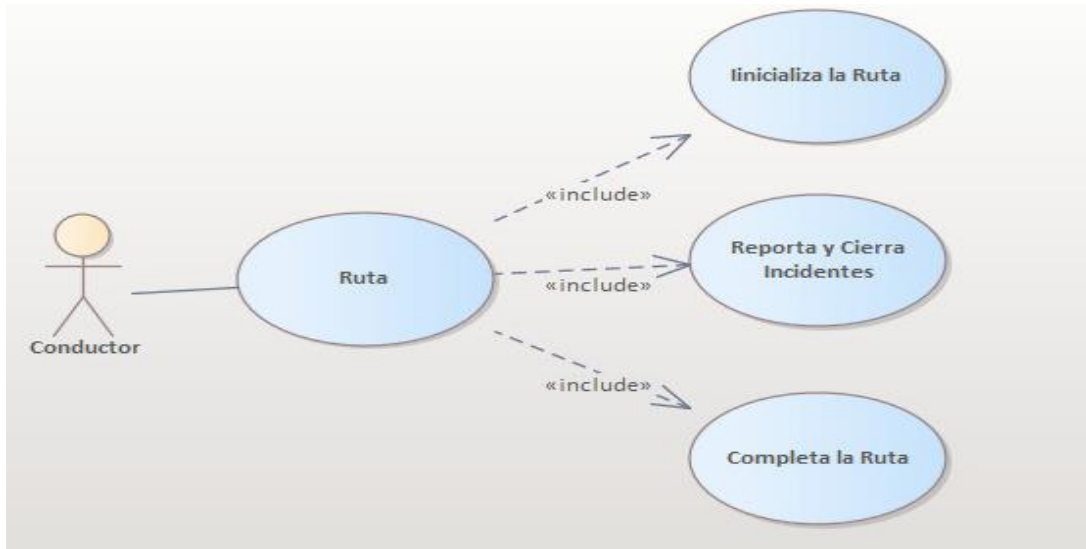 Iinicializa la Ruta
«include»
Reporta y Cierra
Incidentes
Ruta
«include»
Conductor
«include»
Completa la Ruta